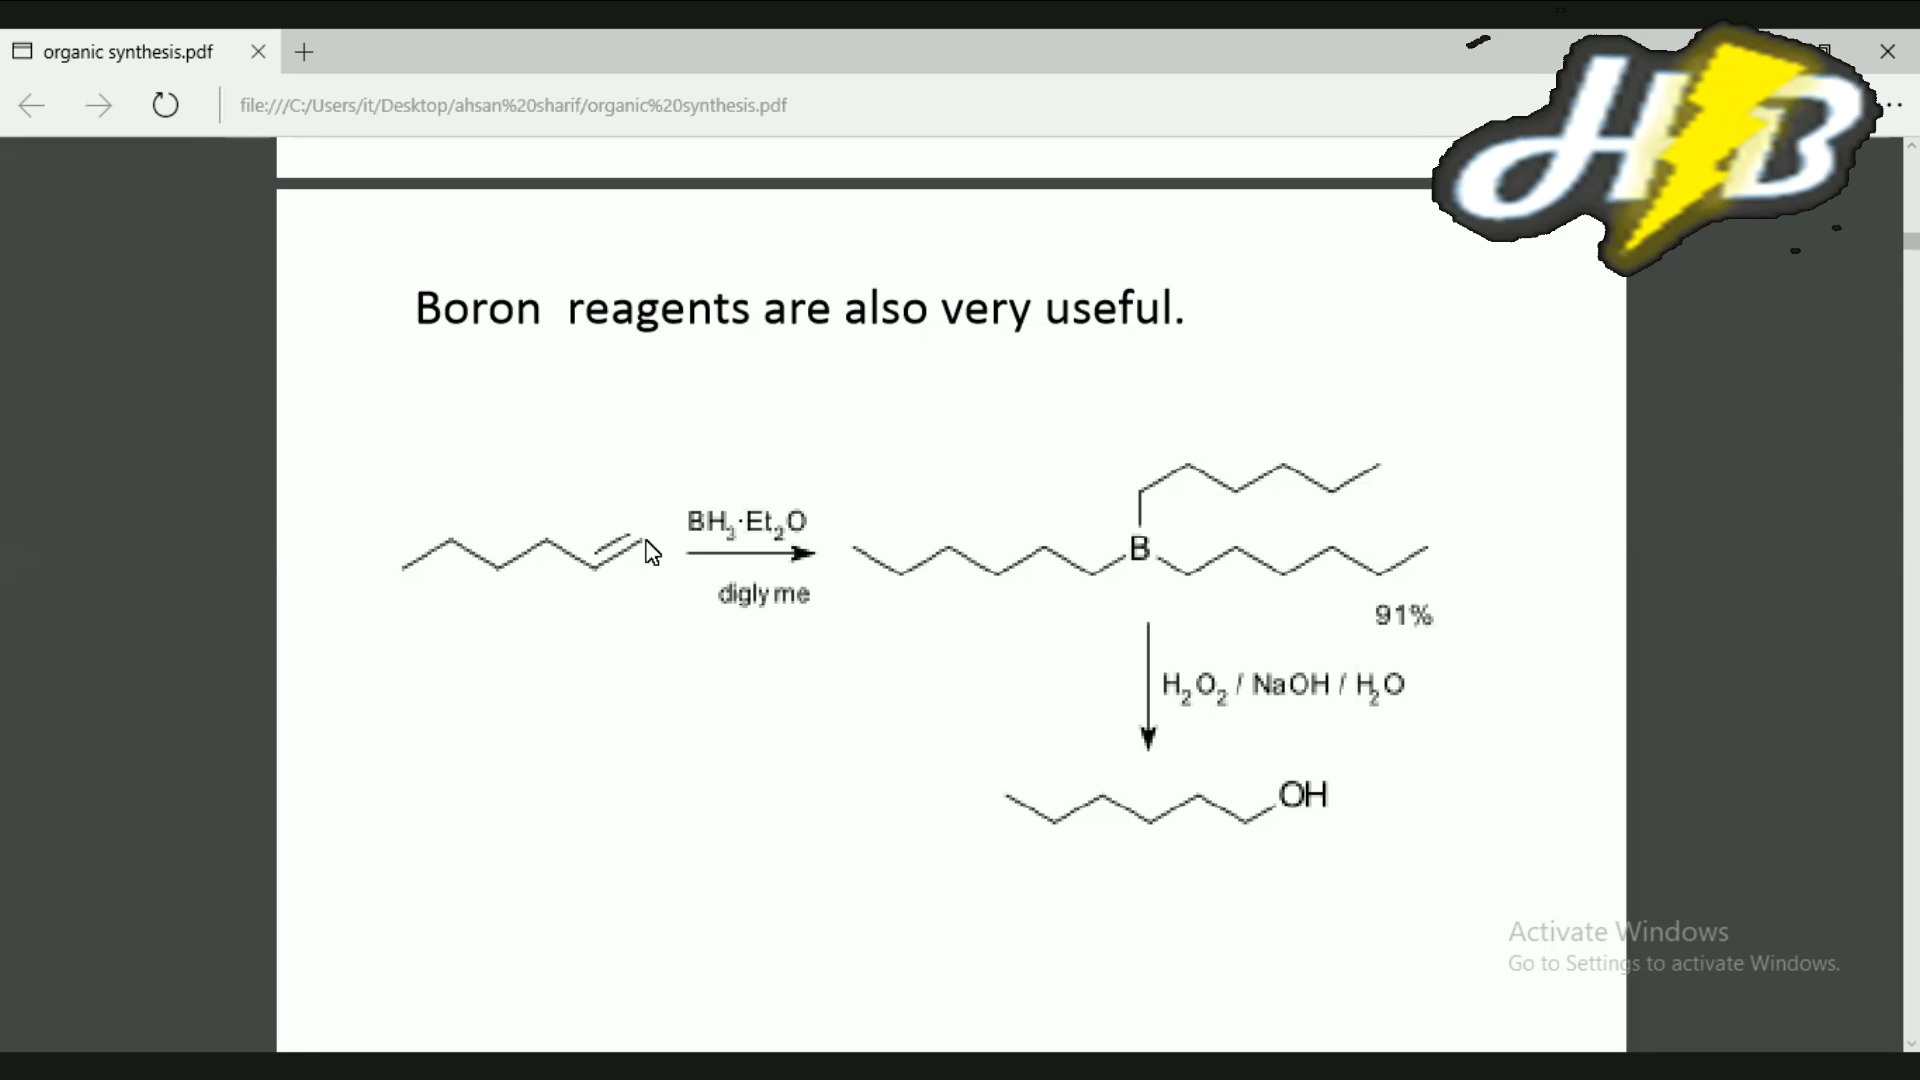 organic synthesis.pdf
file:///C:/Users/it/Desktop/ahsan%20sharif/organic%20synthesis.pdf
HB
Boron reagents are also very useful.
BH3·Et2O
diglyme
B
91%
H2O2 / NaOH / H2O
OH
Activate Windows
Go to Settings to activate Windows.